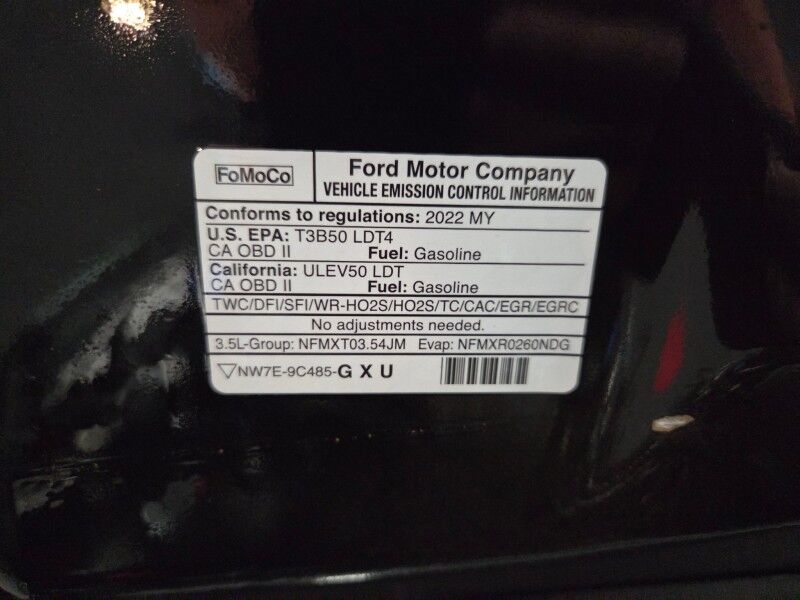 FoMoCo
Ford Motor Company
VEHICLE EMISSION CONTROL INFORMATION
Conforms to regulations: 2022 MY
U.S. EPA: T3B50 LDT4
CA OBD II Fuel: Gasoline
California: ULEV50 LDT
CA OBD II Fuel: Gasoline
TWC/DFI/SFI/WR-HO2S/HO2S/TC/CAC/EGR/EGRC
No adjustments needed.
3.5L-Group: NFMXT03.54JM Evap: NFMXR0260NDG
▽NW7E-9C485-G X U